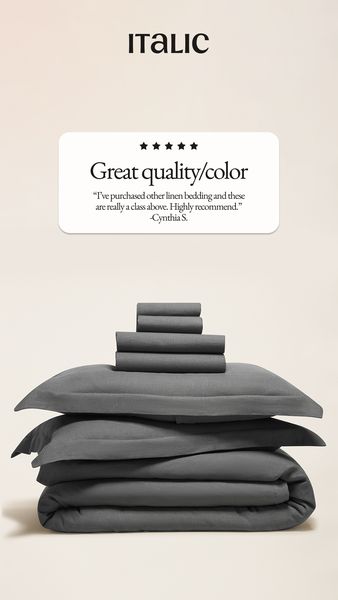 ITALIC
★★★★★
Great quality/color
“I’ve purchased other linen bedding and these
are really a class above. Highly recommend.”
-Cynthia S.